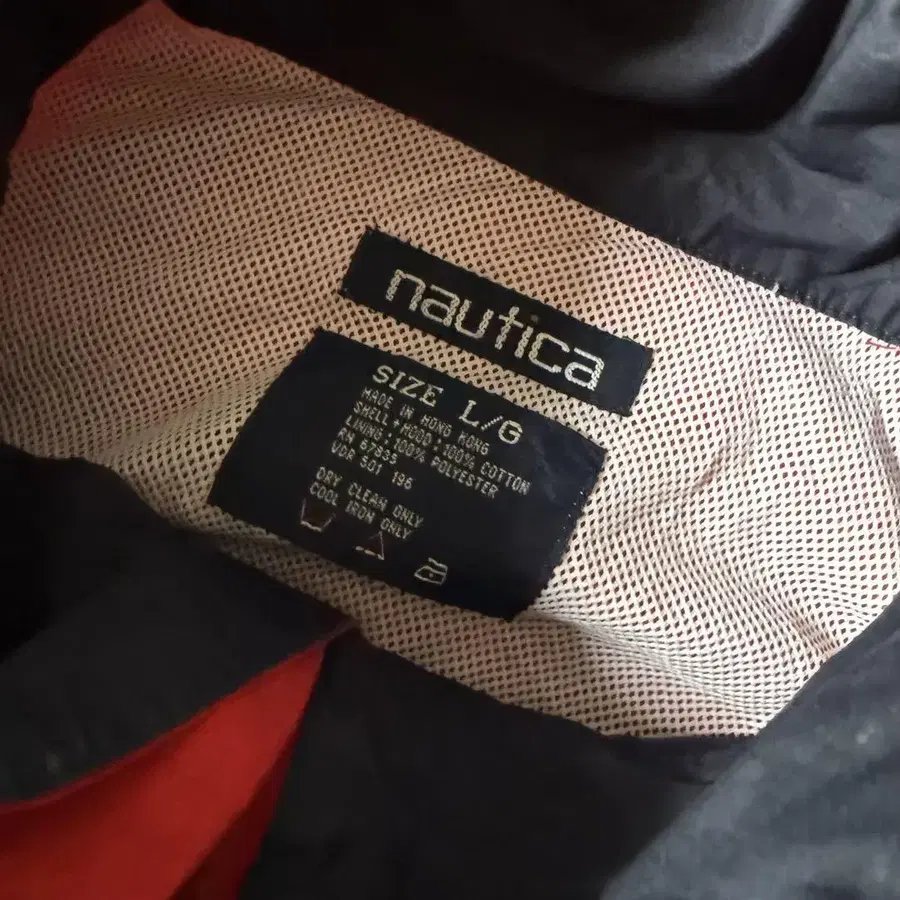 nautica
SIZE L/G
MADE IN HONG KONG
SHELL + HOOD: 100% COTTON
LINING: 100% POLYESTER
RN 67835
VDR 501 196
DRY CLEAN ONLY
COOL IRON ONLY